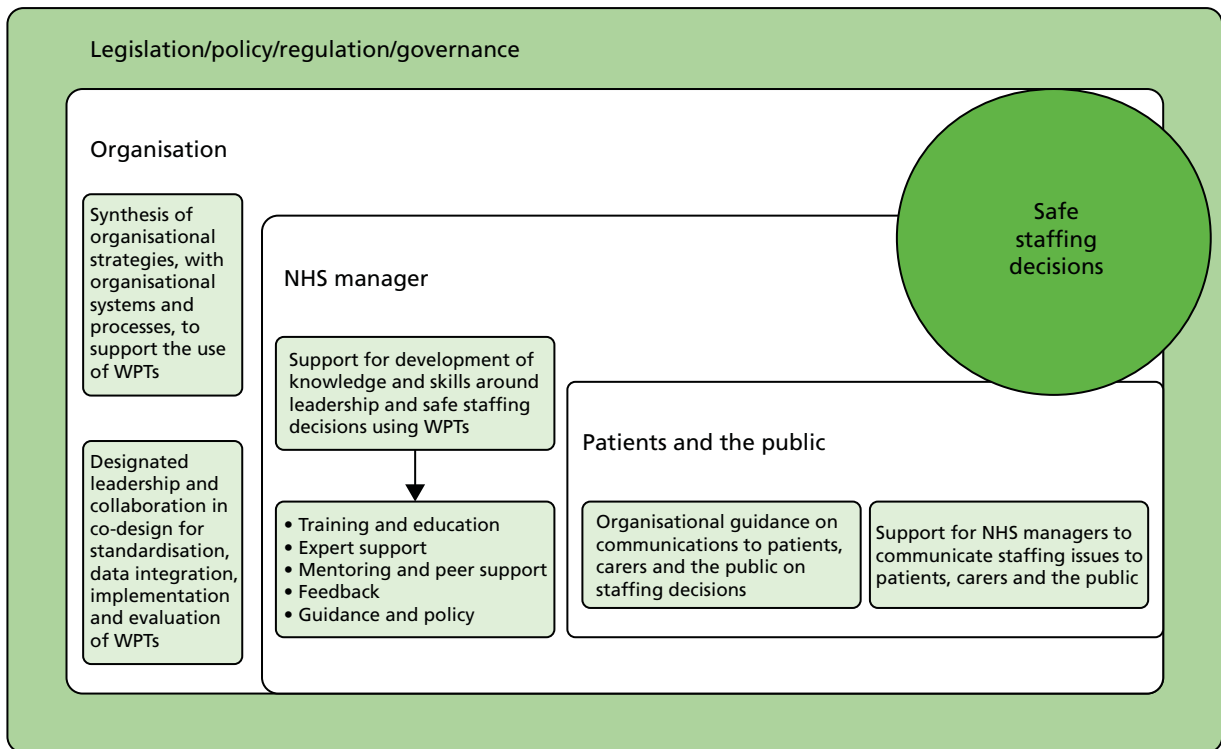 Legislation/policy/regulation/governance
Organisation
Synthesis of
organisational
strategies, with
organisational
systems and
processes, to
support the use
of WPTs
Designated
leadership and
collaboration in
co-design for
standardisation,
data integration,
implementation
and evaluation
of WPTs
NHS manager
Support for development of
knowledge and skills around
leadership and safe staffing
decisions using WPTs
• Training and education
• Expert support
• Mentoring and peer support
• Feedback
• Guidance and policy
Patients and the public
Organisational guidance on
communications to patients,
carers and the public on
staffing decisions
Support for NHS managers to
communicate staffing issues to
patients, carers and the public
Safe
staffing
decisions